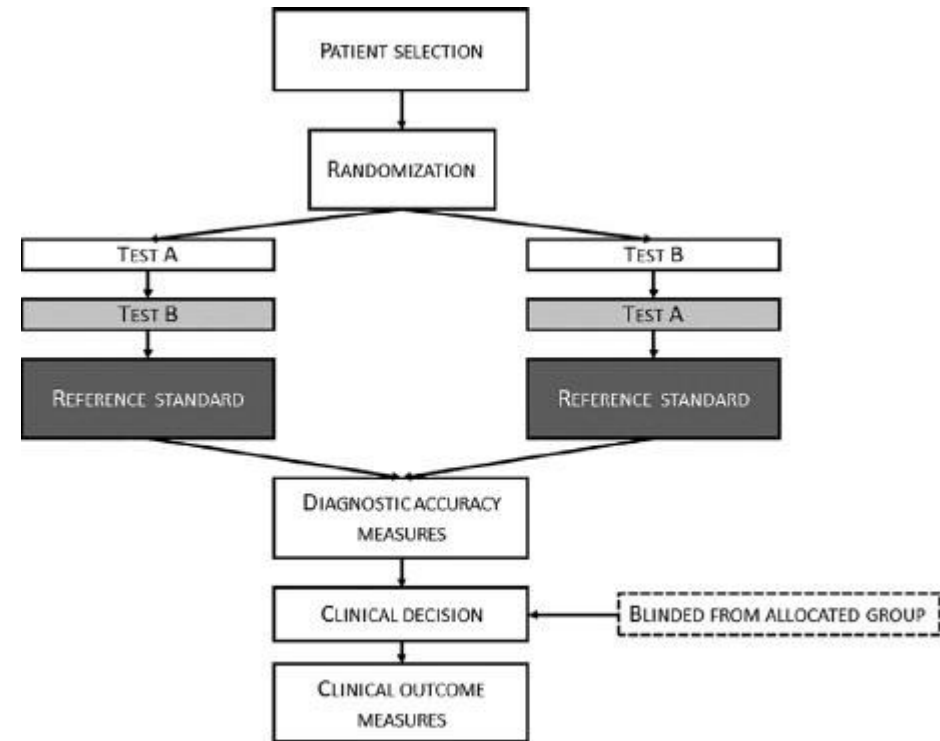 PATIENT SELECTION
RANDOMIZATION
TEST A
TEST B
TEST B
TEST A
REFERENCE STANDARD
REFERENCE STANDARD
DIAGNOSTIC ACCURACY
MEASURES
CLINICAL DECISION
BLINDED FROM ALLOCATED GROUP
CLINICAL OUTCOME
MEASURES